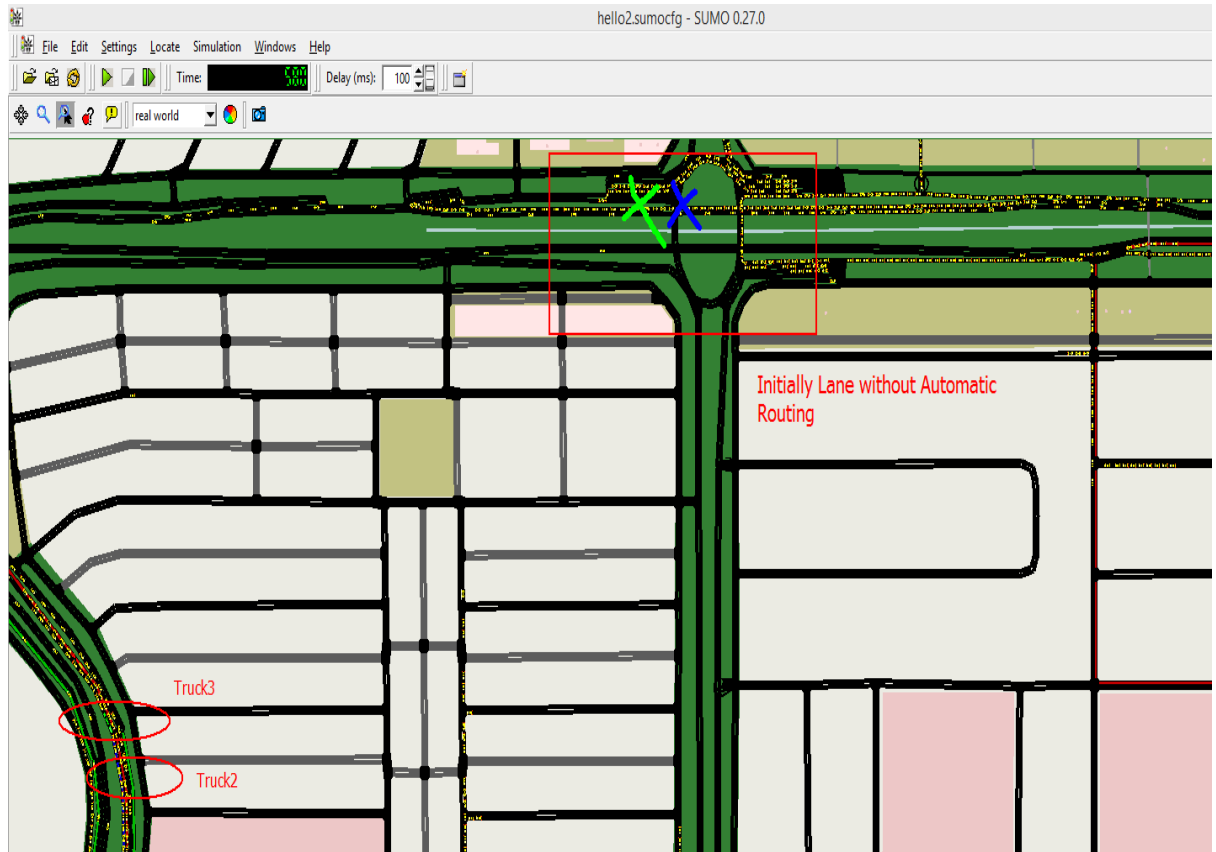 hello2.sumocfg - SUMO 0.27.0
File Edit Settings Locate Simulation Windows Help
Time: Delay (ms): 100
real world
Initially Lane without Automatic
Routing
Truck3
Truck2